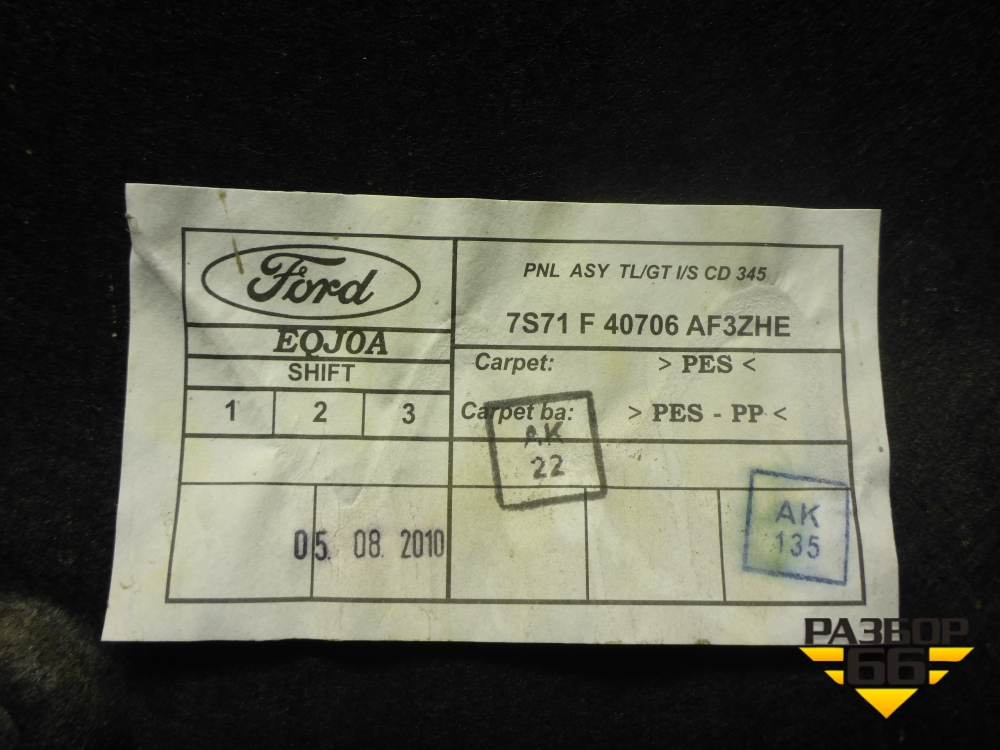 Ford
EQJ0A
SHIFT
1 2 3
PNL ASY TL/GT I/S CD 345
7S71 F 40706 AF3ZHE
Carpet: > PES <
Carpet ba: > PES - PP <
AK
22
05. 08. 2010
AK
135
РАЗБОР
66